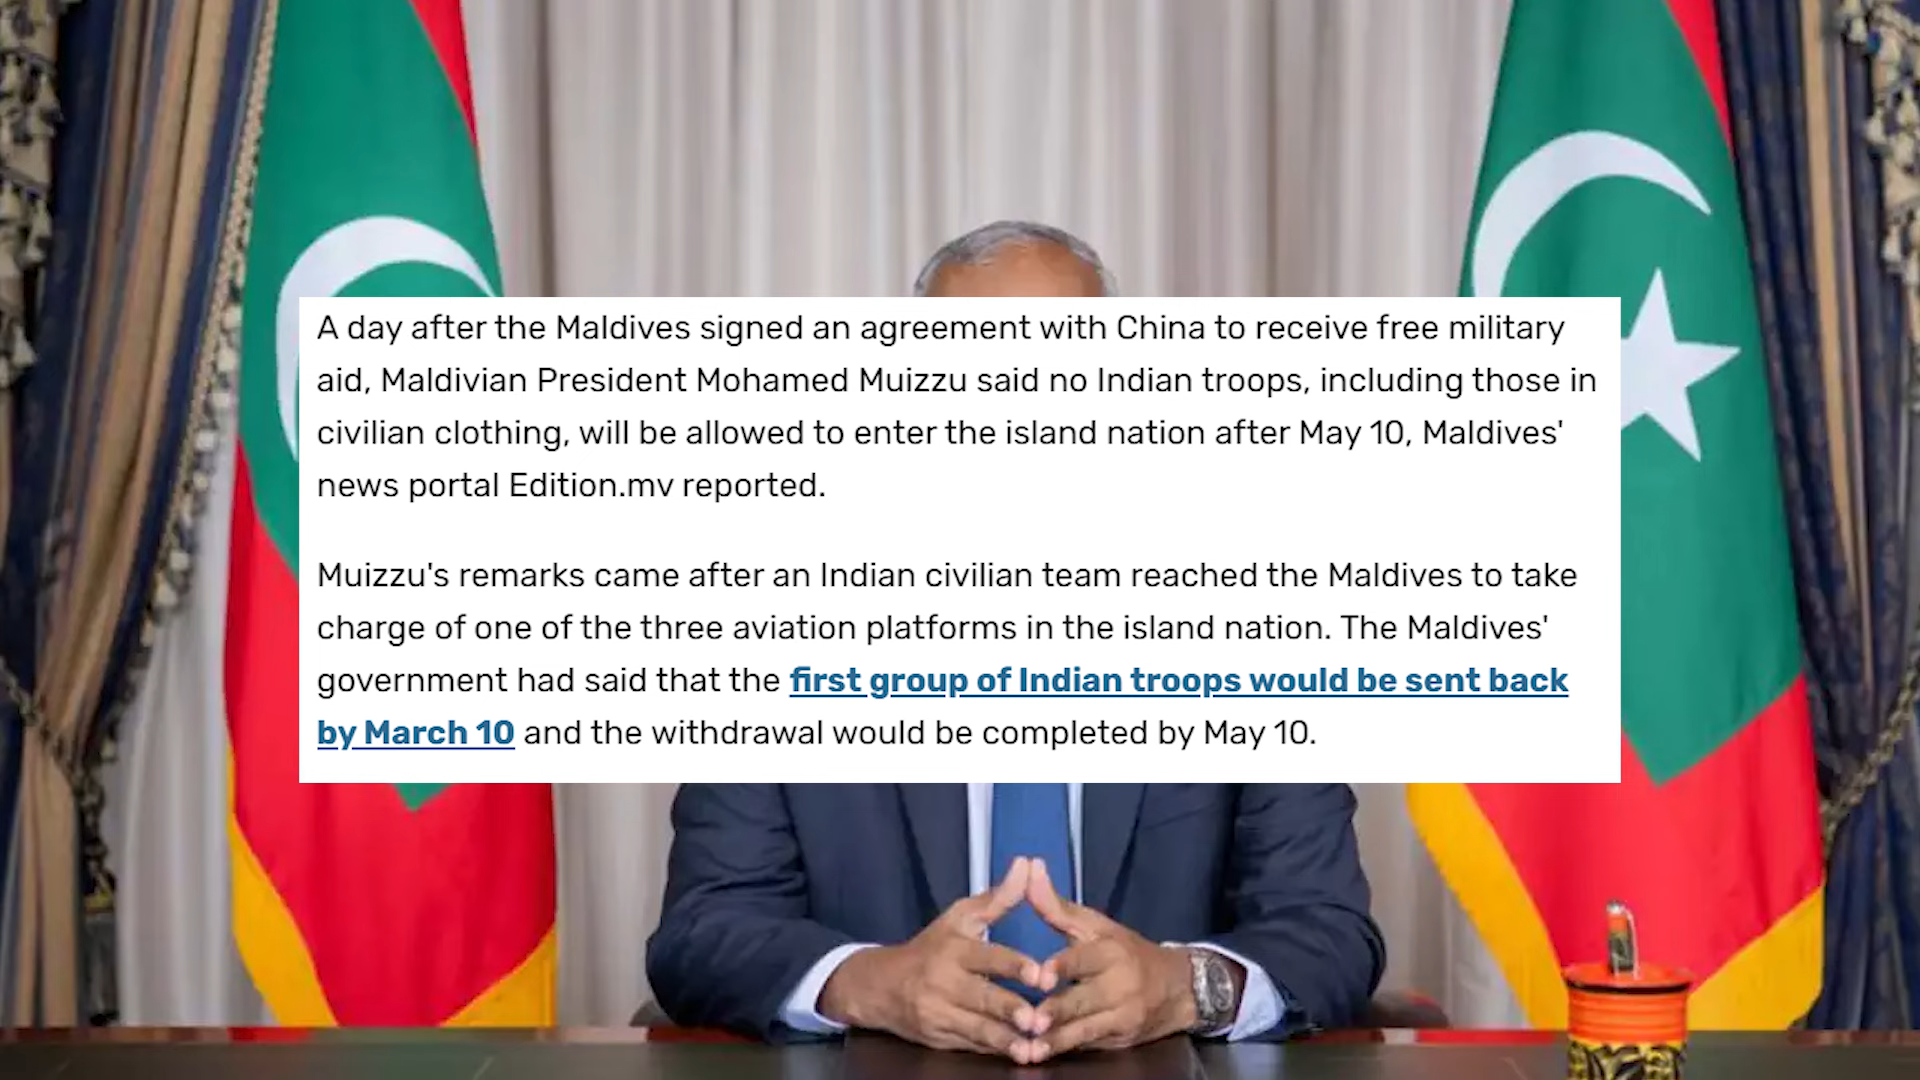 A day after the Maldives signed an agreement with China to receive free military
aid, Maldivian President Mohamed Muizzu said no Indian troops, including those in
civilian clothing, will be allowed to enter the island nation after May 10, Maldives'
news portal Edition.mv reported.
Muizzu's remarks came after an Indian civilian team reached the Maldives to take
charge of one of the three aviation platforms in the island nation. The Maldives'
government had said that the first group of Indian troops would be sent back
by March 10 and the withdrawal would be completed by May 10.